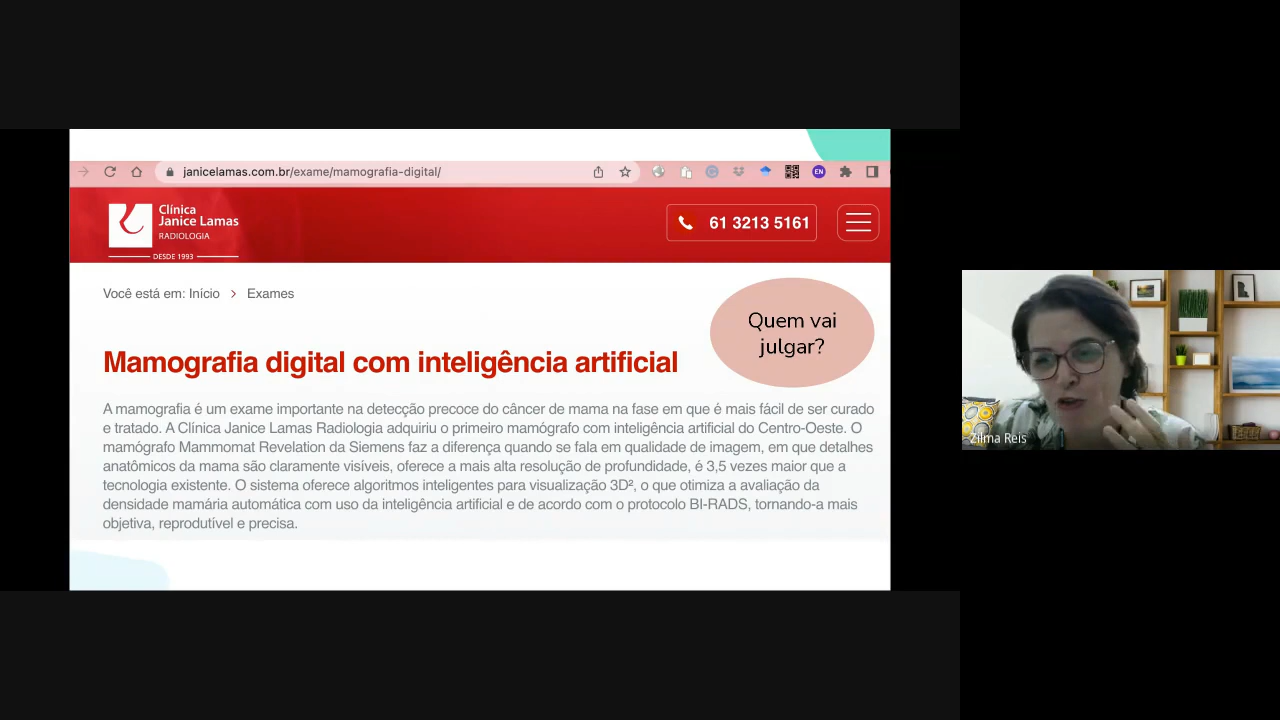 janicelamas.com.br/exame/mamografia-digital/
EN
Clínica
Janice Lamas
RADIOLOGIA
DESDE 1993
61 3213 5161
Você está em: Início > Exames
Quem vai
julgar?
Mamografia digital com inteligência artificial
A mamografia é um exame importante na detecção precoce do câncer de mama na fase em que é mais fácil de ser curado
e tratado. A Clínica Janice Lamas Radiologia adquiriu o primeiro mamógrafo com inteligência artificial do Centro-Oeste. O
mamógrafo Mammomat Revelation da Siemens faz a diferença quando se fala em qualidade de imagem, em que detalhes
anatômicos da mama são claramente visíveis, oferece a mais alta resolução de profundidade, é 3,5 vezes maior que a
tecnologia existente. O sistema oferece algoritmos inteligentes para visualização 3D², o que otimiza a avaliação da
densidade mamária automática com uso da inteligência artificial e de acordo com o protocolo BI-RADS, tornando-a mais
objetiva, reprodutível e precisa.
Zilma Reis